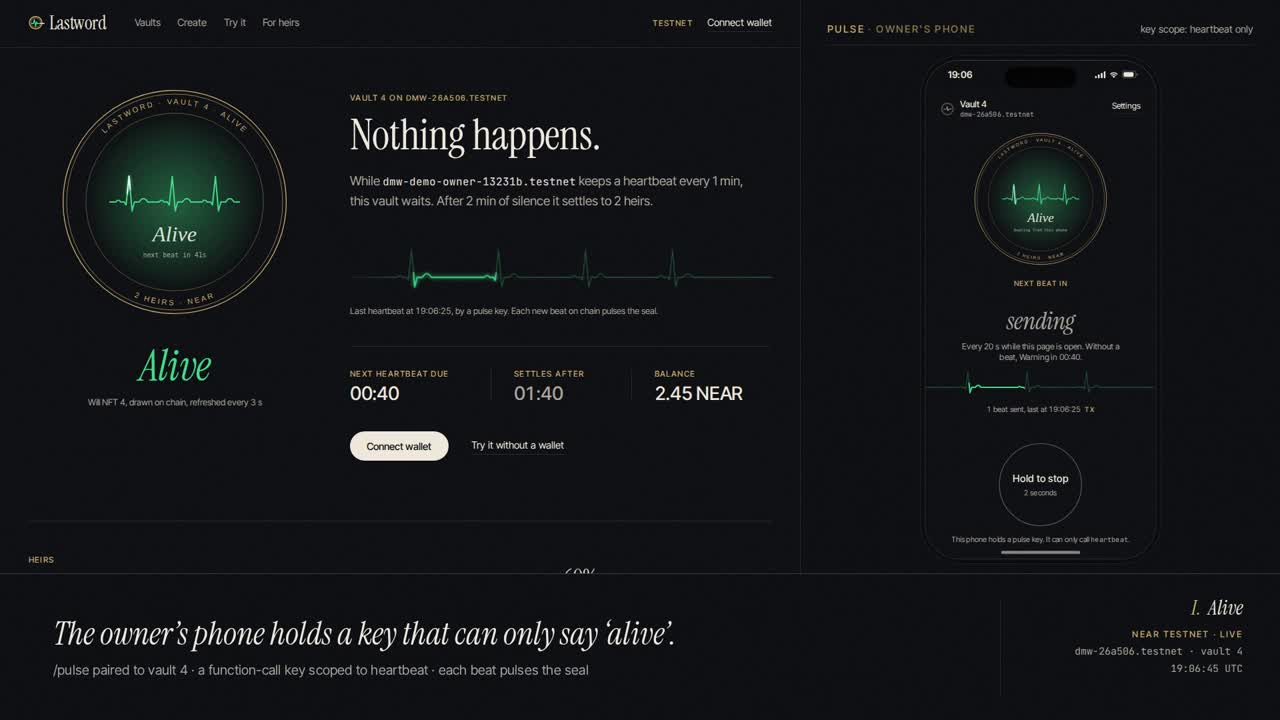 Lastword
Vaults
Create
Try it
For heirs
TESTNET
Connect wallet
LASTWORD · VAULT 4 · ALIVE
Alive
next beat in 41s
2 HEIRS · NEAR
Alive
Will NFT 4, drawn on chain, refreshed every 3 s
VAULT 4 ON DMW-26A506.TESTNET
Nothing happens.
While dmw-demo-owner-13231b.testnet keeps a heartbeat every 1 min,
this vault waits. After 2 min of silence it settles to 2 heirs.
Last heartbeat at 19:06:25, by a pulse key. Each new beat on chain pulses the seal.
NEXT HEARTBEAT DUE
00:40
SETTLES AFTER
01:40
BALANCE
2.45 NEAR
Connect wallet
Try it without a wallet
HEIRS
60%
PULSE · OWNER'S PHONE
key scope: heartbeat only
19:06
Vault 4
dmw-26a506.testnet
Settings
LASTWORD · VAULT 4 · ALIVE
Alive
beating from this phone
2 HEIRS · NEAR
NEXT BEAT IN
sending
Every 20 s while this page is open. Without a
beat, Warning in 00:40.
1 beat sent, last at 19:06:25 TX
Hold to stop
2 seconds
This phone holds a pulse key. It can only call heartbeat.
The owner’s phone holds a key that can only say ‘alive’.
/pulse paired to vault 4 · a function-call key scoped to heartbeat · each beat pulses the seal
I. Alive
NEAR TESTNET · LIVE
dmw-26a506.testnet · vault 4
19:06:45 UTC